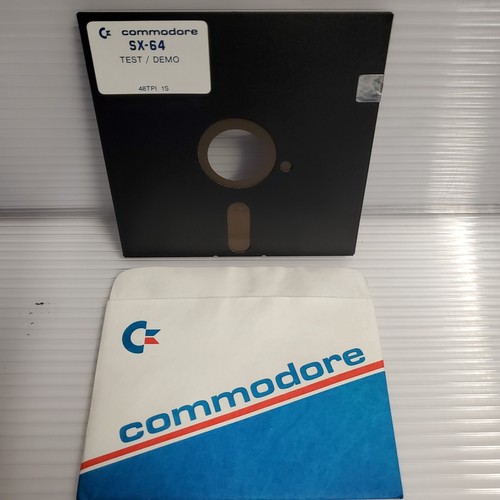 commodore
SX-64
TEST / DEMO
48TPI 1S
commodore